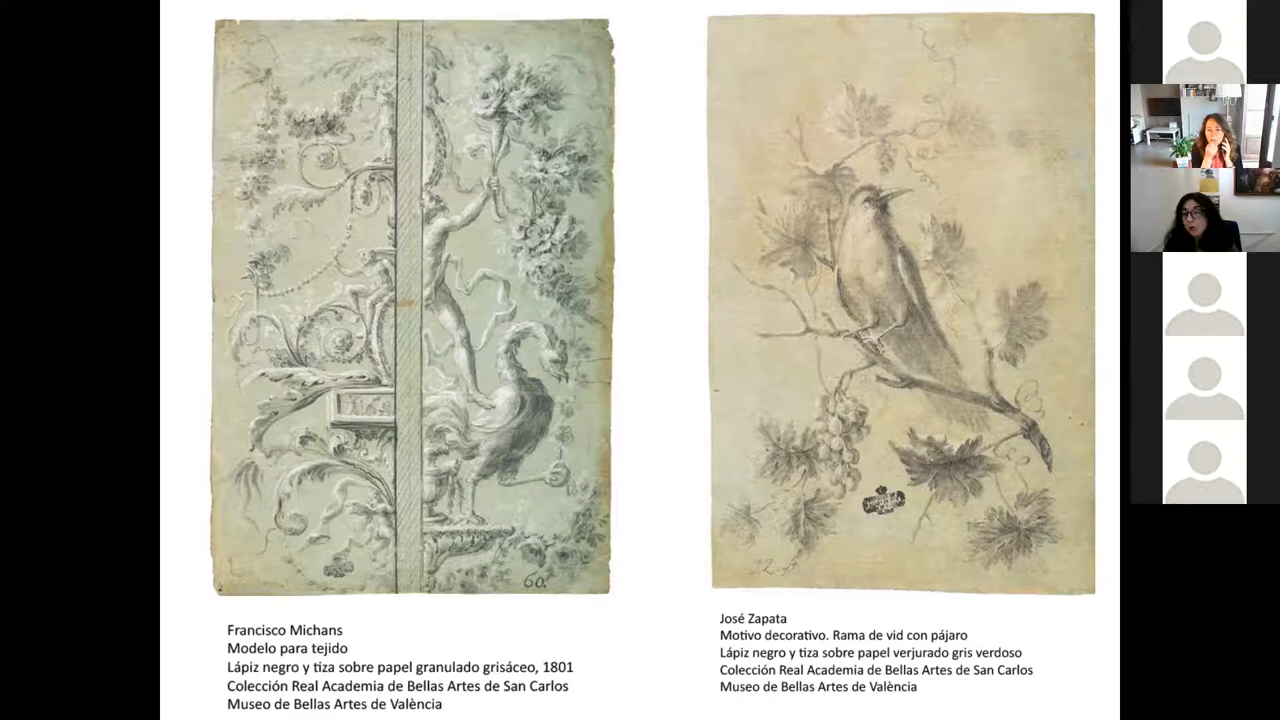 60.
Francisco Michans
Modelo para tejido
Lápiz negro y tiza sobre papel granulado grisáceo, 1801
Colección Real Academia de Bellas Artes de San Carlos
Museo de Bellas Artes de València
José Zapata
Motivo decorativo. Rama de vid con pájaro
Lápiz negro y tiza sobre papel verjurado gris verdoso
Colección Real Academia de Bellas Artes de San Carlos
Museo de Bellas Artes de València